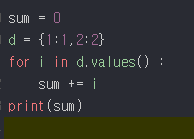 sum = 0
d = {1:1,2:2}
for i in d.values() :
    sum += i
print(sum)